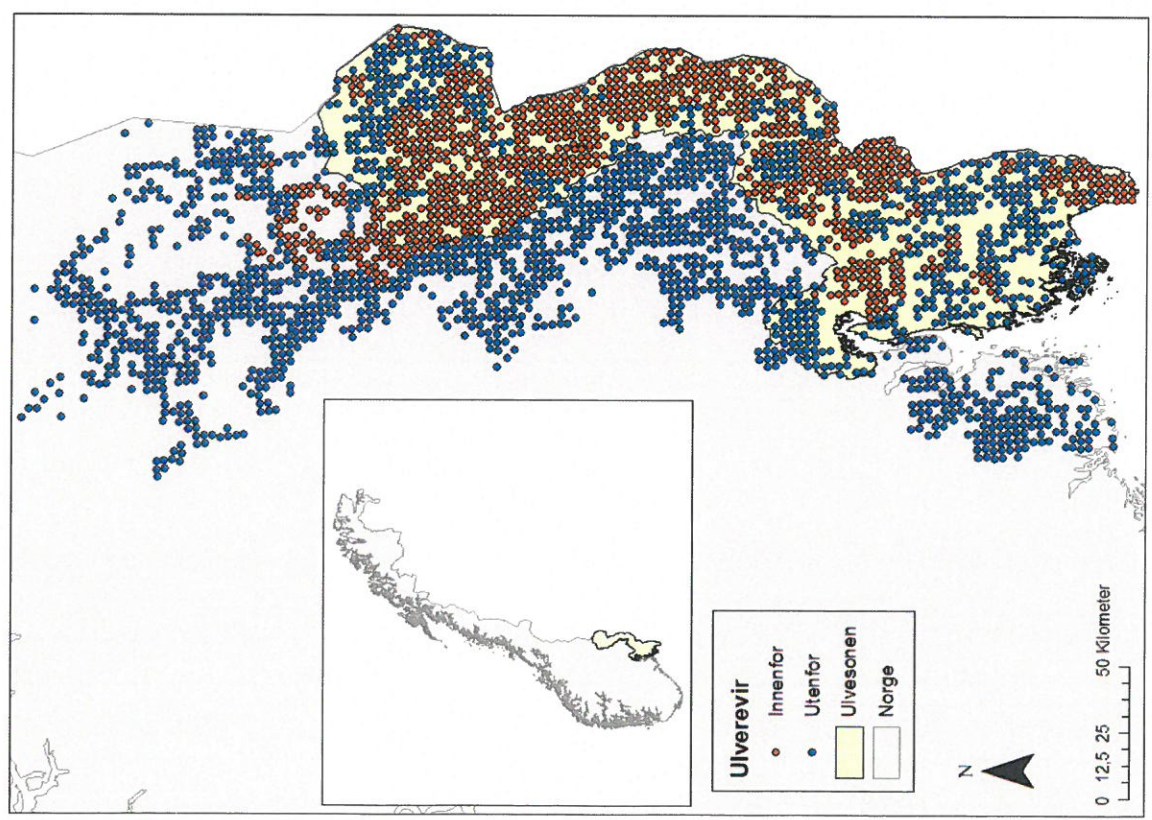 Ulverevir
Innenfor
Utenfor
Ulvesonen
Norge
N
0 12,5 25 50 Kilometer